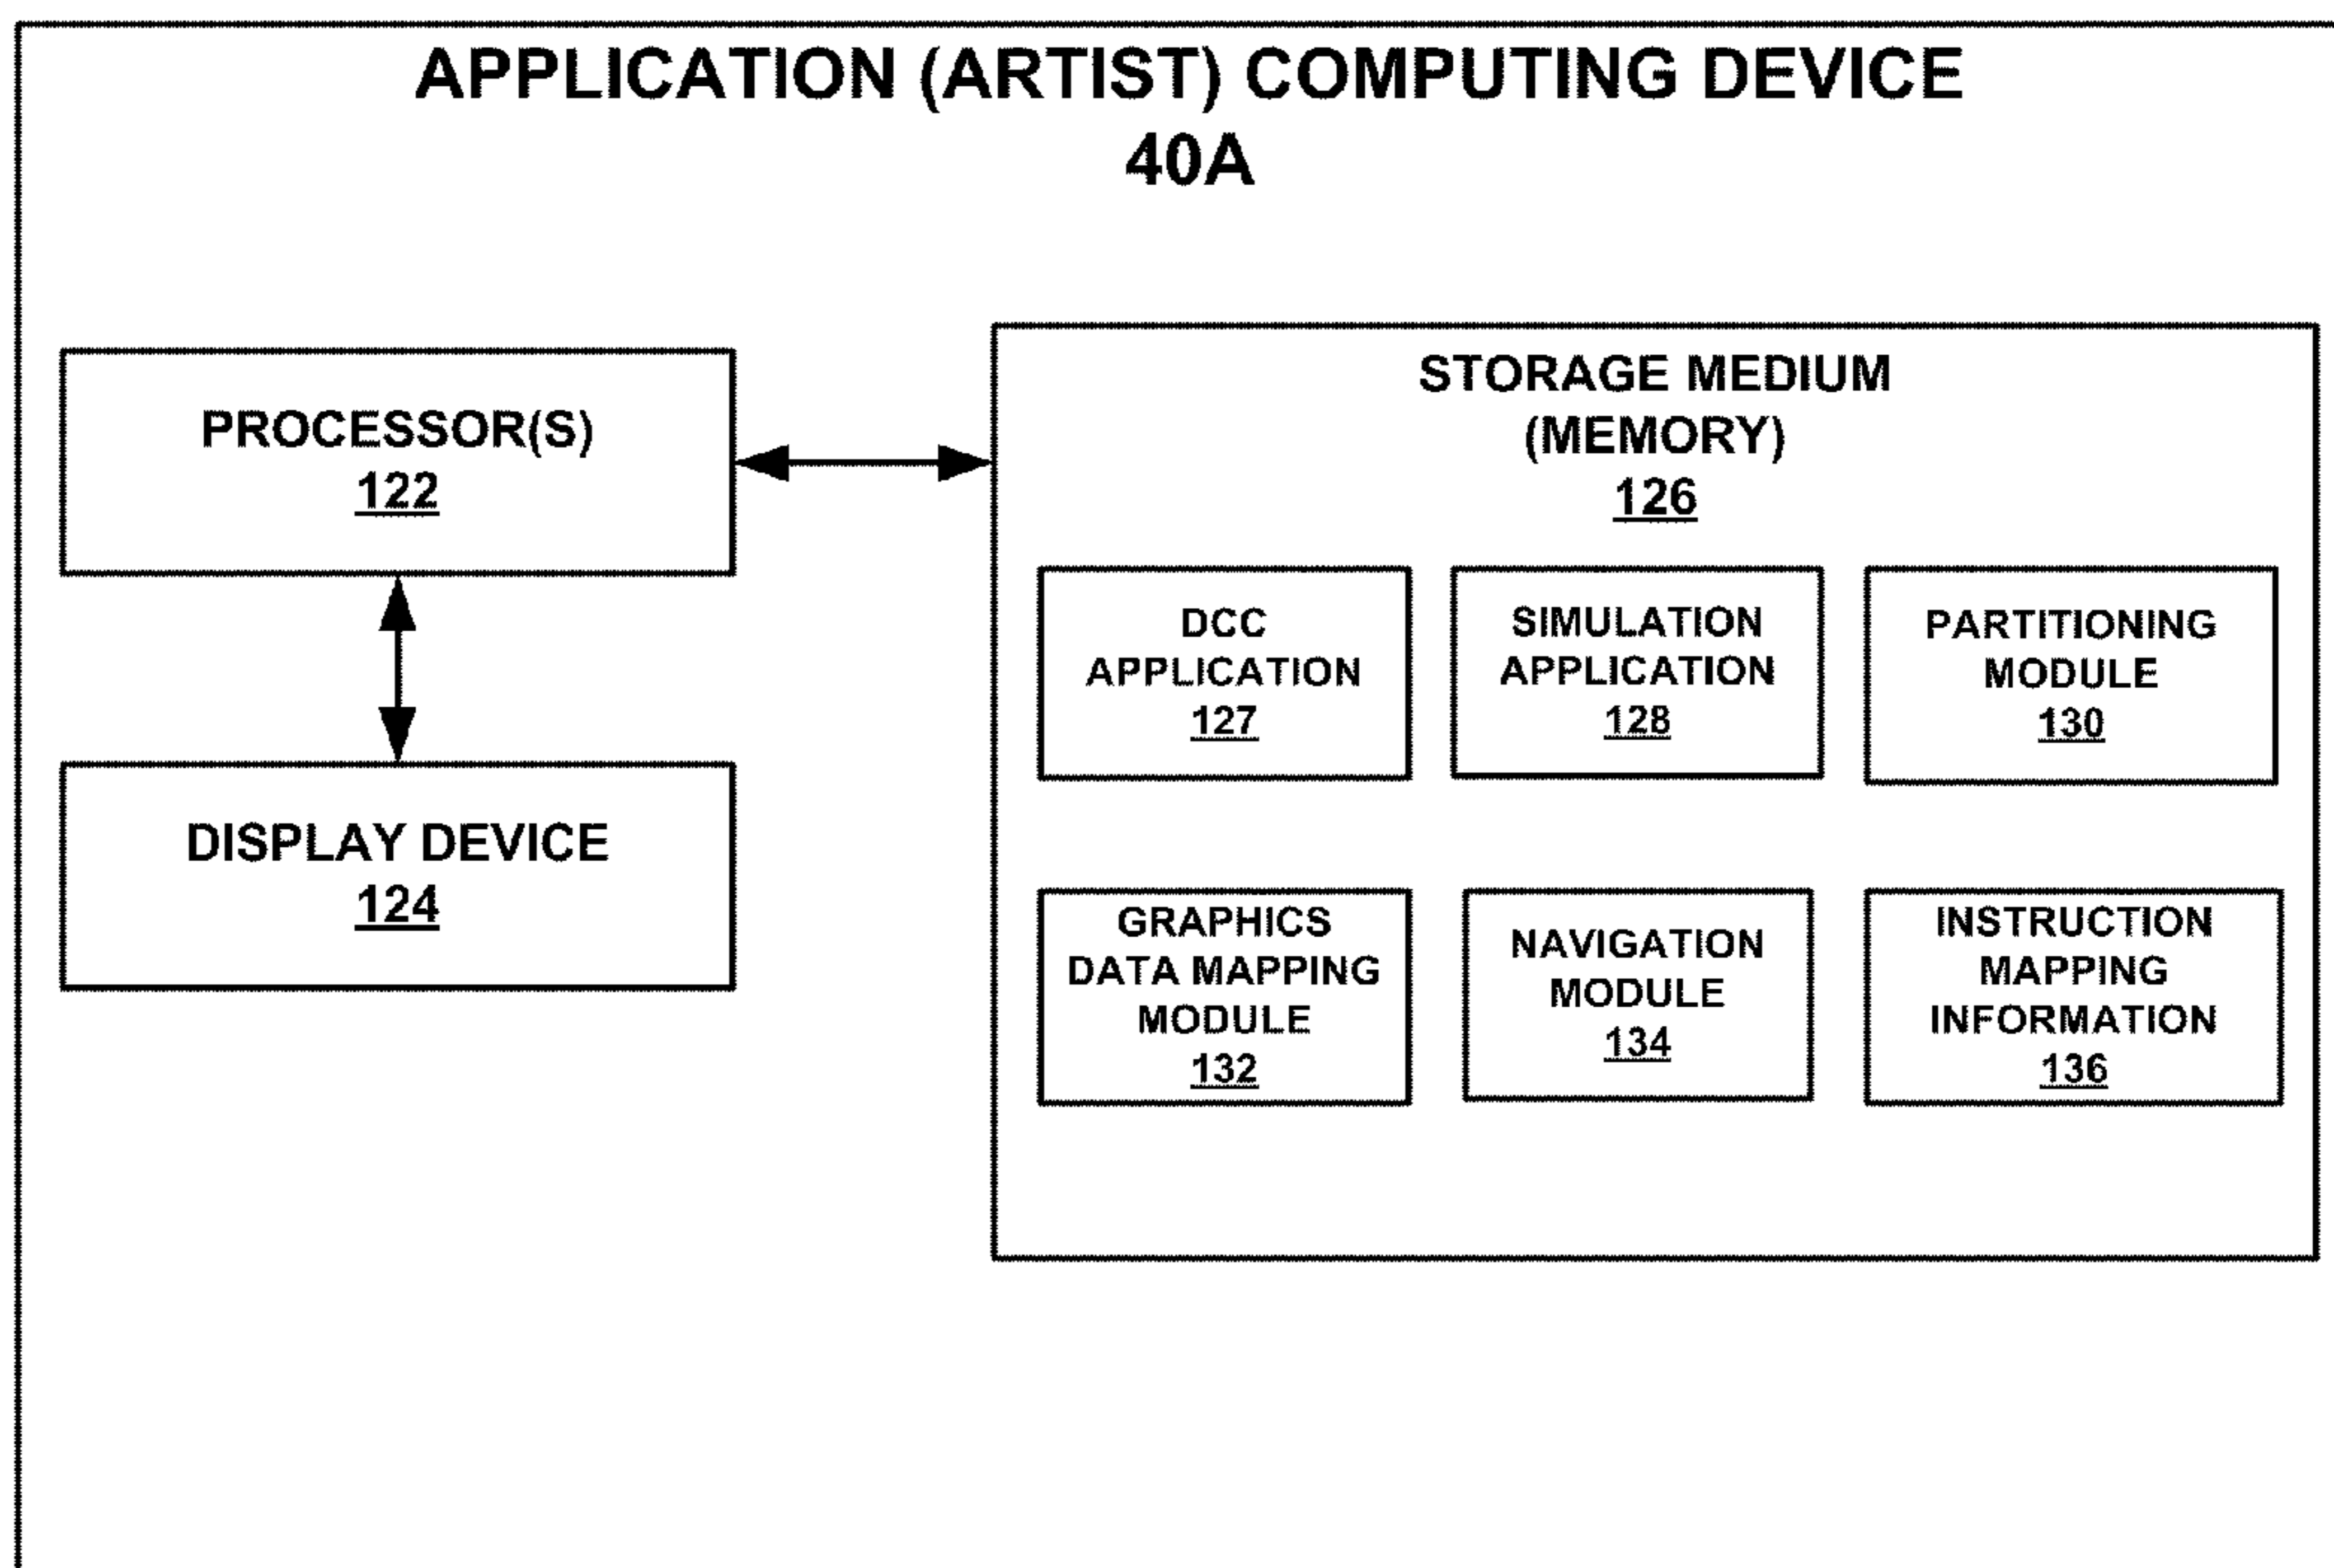 APPLICATION (ARTIST) COMPUTING DEVICE
40A
PROCESSOR(S)
122
DISPLAY DEVICE
124
STORAGE MEDIUM
(MEMORY)
126
DCC
APPLICATION
127
SIMULATION
APPLICATION
128
PARTITIONING
MODULE
130
GRAPHICS
DATA MAPPING
MODULE
132
NAVIGATION
MODULE
134
INSTRUCTION
MAPPING
INFORMATION
136